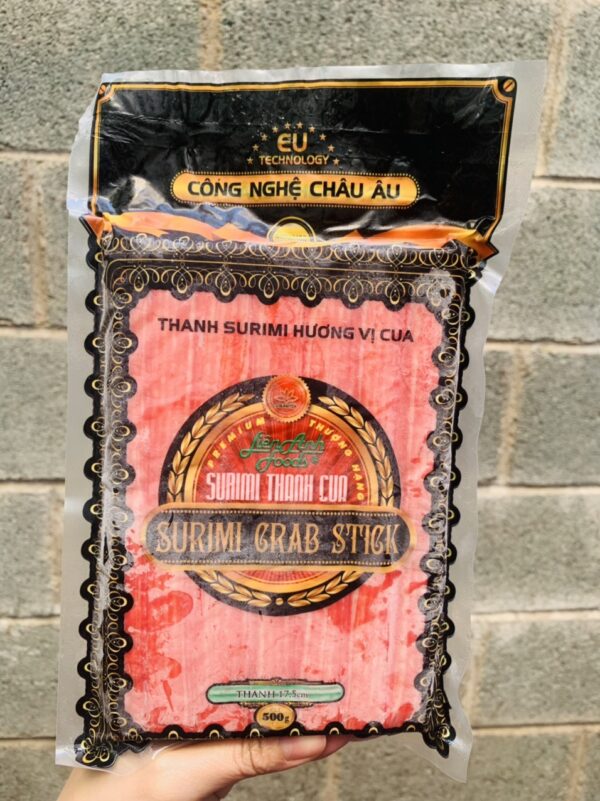 EU
TECHNOLOGY
CÔNG NGHỆ CHÂU ÂU
THANH SURIMI HƯƠNG VỊ CUA
PREMIUM THƯỢNG HẠNG
Liên Anh
Foods
SURIMI THANH CUA
SURIMI CRAB STICK
THANH 17,5cm
500g